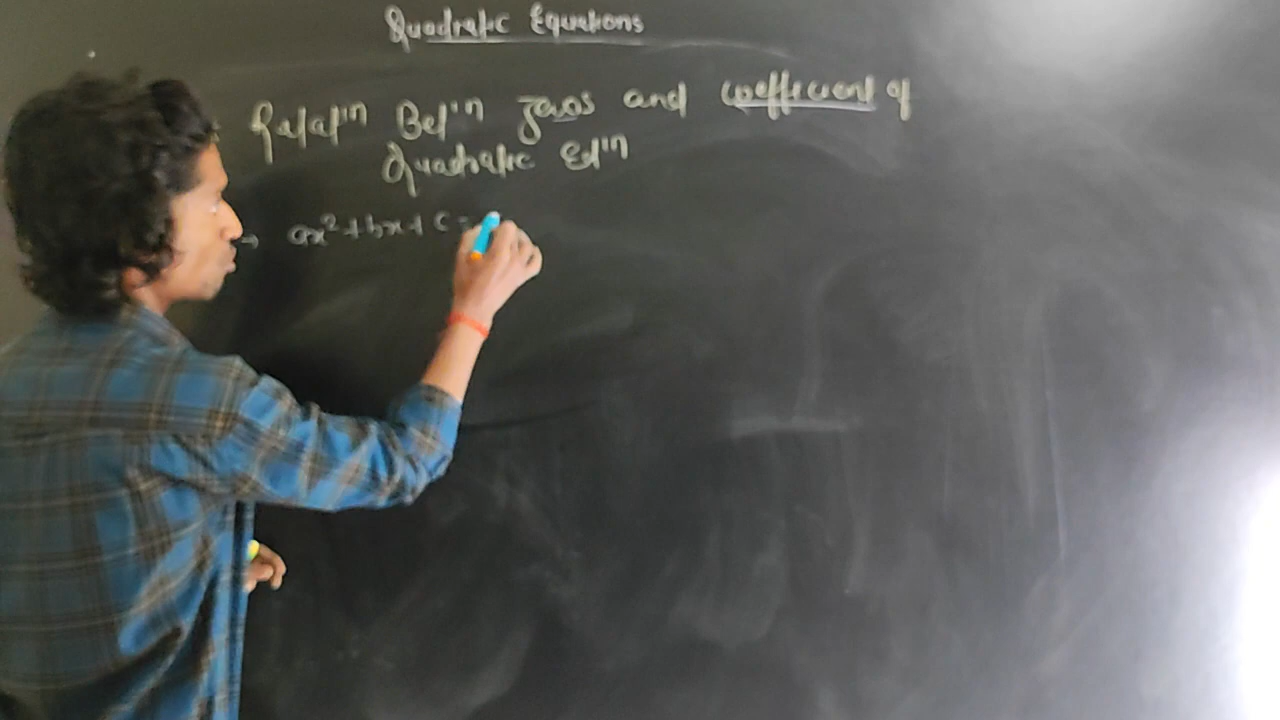 Quadratic Equations
Relat'n Bet'n Zeros and coefficient of
Quadratic Eq'n
→ ax²+bx+c=